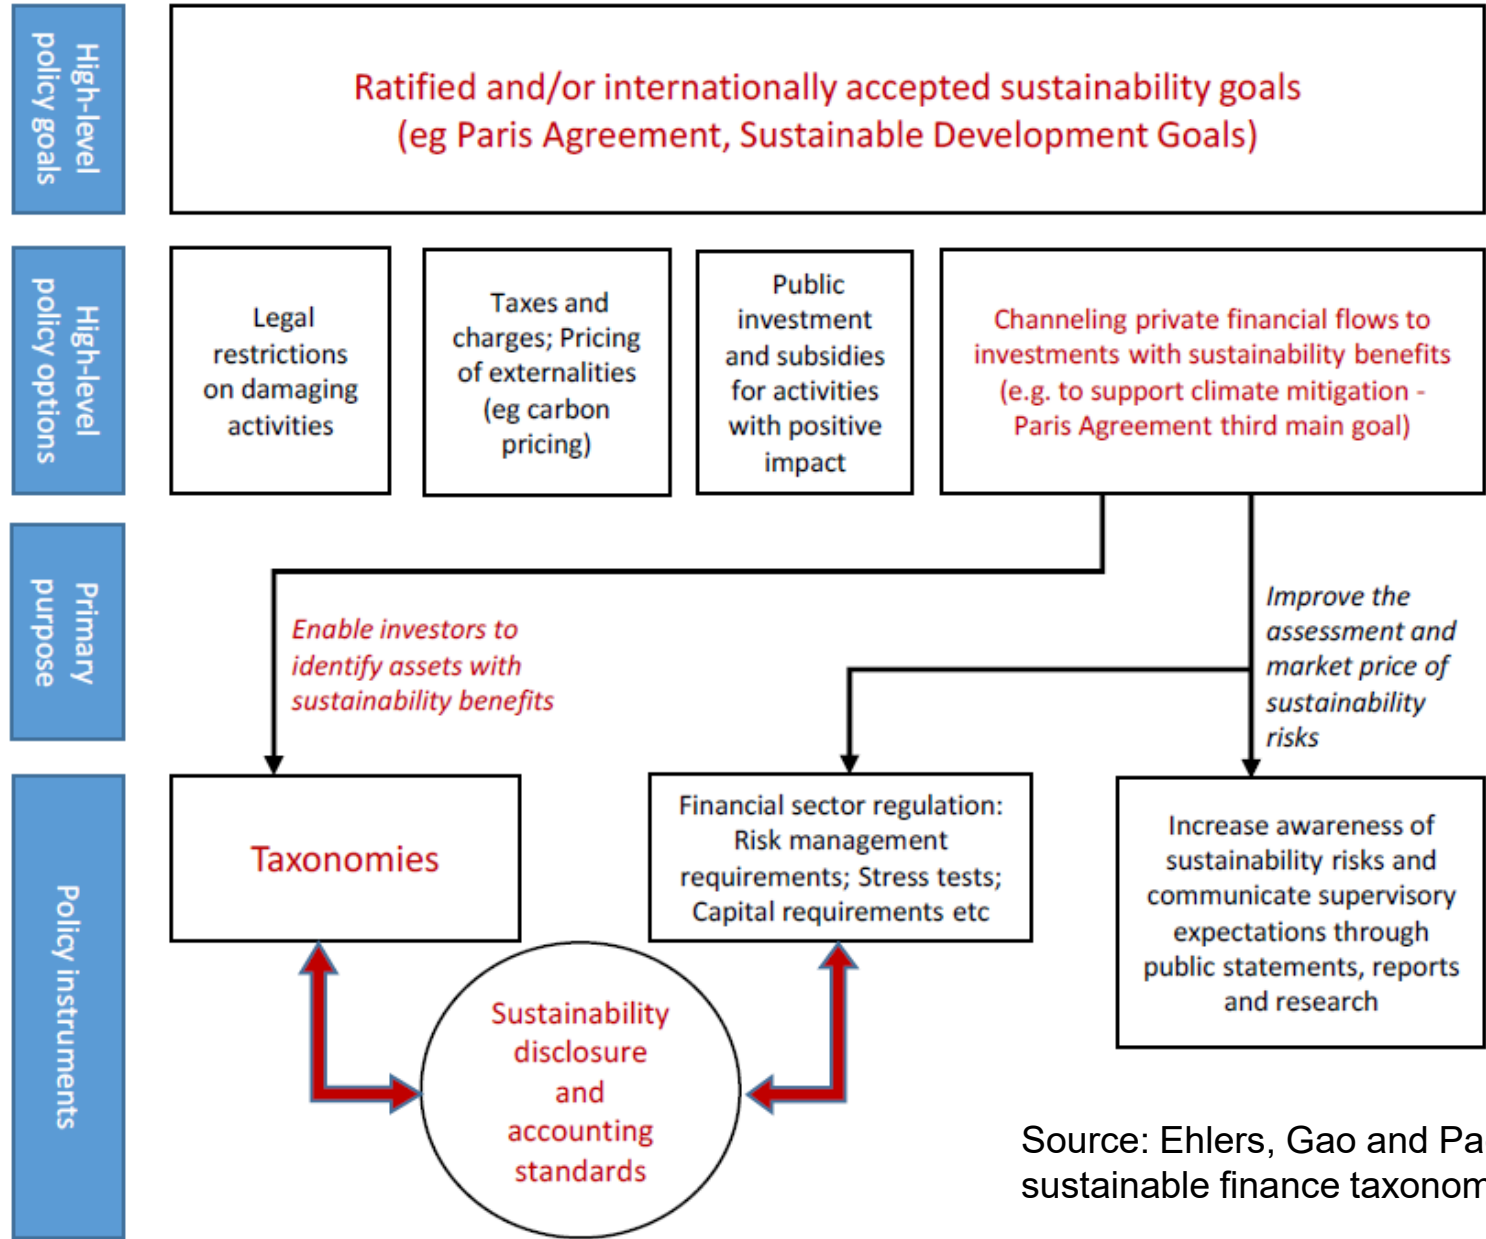 High-level
policy goals
Ratified and/or internationally accepted sustainability goals
(eg Paris Agreement, Sustainable Development Goals)
High-level
policy options
Legal
restrictions
on damaging
activities
Taxes and
charges; Pricing
of externalities
(eg carbon
pricing)
Public
investment
and subsidies
for activities
with positive
impact
Channeling private financial flows to
investments with sustainability benefits
(e.g. to support climate mitigation -
Paris Agreement third main goal)
Primary
purpose
Enable investors to
identify assets with
sustainability benefits
Improve the
assessment and
market price of
sustainability
risks
Policy instruments
Taxonomies
Financial sector regulation:
Risk management
requirements; Stress tests;
Capital requirements etc
Increase awareness of
sustainability risks and
communicate supervisory
expectations through
public statements, reports
and research
Sustainability
disclosure
and
accounting
standards
Source: Ehlers, Gao and
sustainable finance